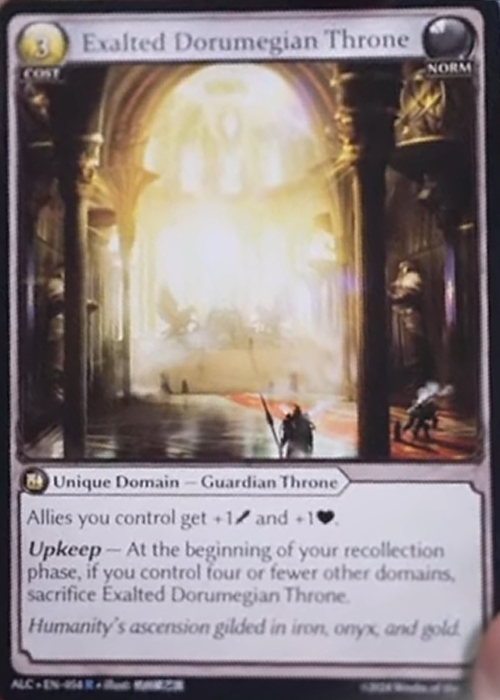 3
Exalted Dorumegian Throne
COST
NORM
Unique Domain — Guardian Throne
Allies you control get +1 and +1.
Upkeep — At the beginning of your recollection
phase, if you control four or fewer other domains,
sacrifice Exalted Dorumegian Throne.
Humanity's ascension gilded in iron, onyx, and gold.
ALC • EN-054 R • illust:
©2024